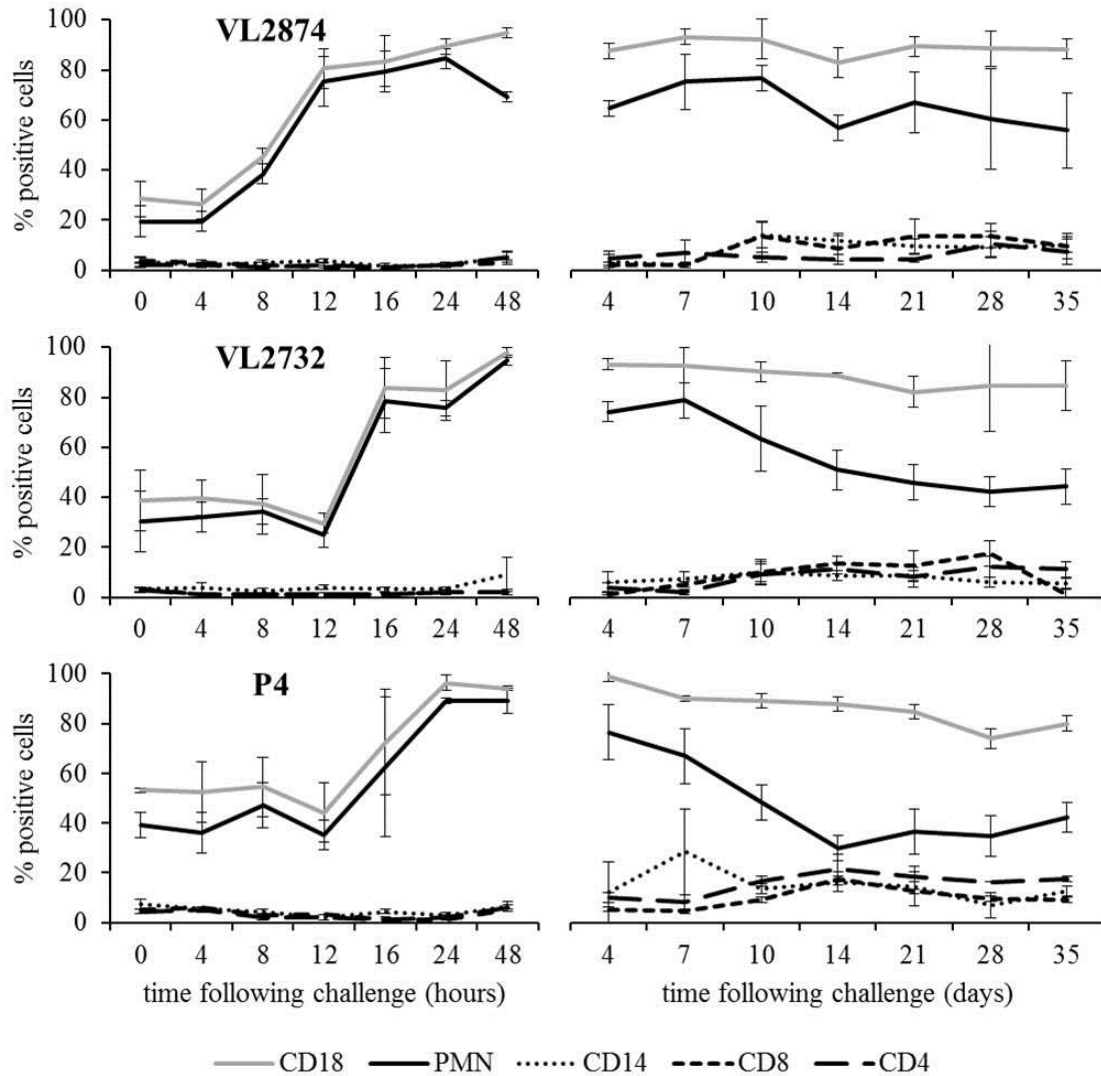 VL2874
% positive cells
100
80
60
40
20
0
0 4 8 12 16 24 48
4 7 10 14 21 28 35
VL2732
% positive cells
100
80
60
40
20
0
0 4 8 12 16 24 48
4 7 10 14 21 28 35
P4
% positive cells
100
80
60
40
20
0
0 4 8 12 16 24 48
4 7 10 14 21 28 35
time following challenge (hours)
time following challenge (days)
CD18 PMN CD14 CD8 CD4